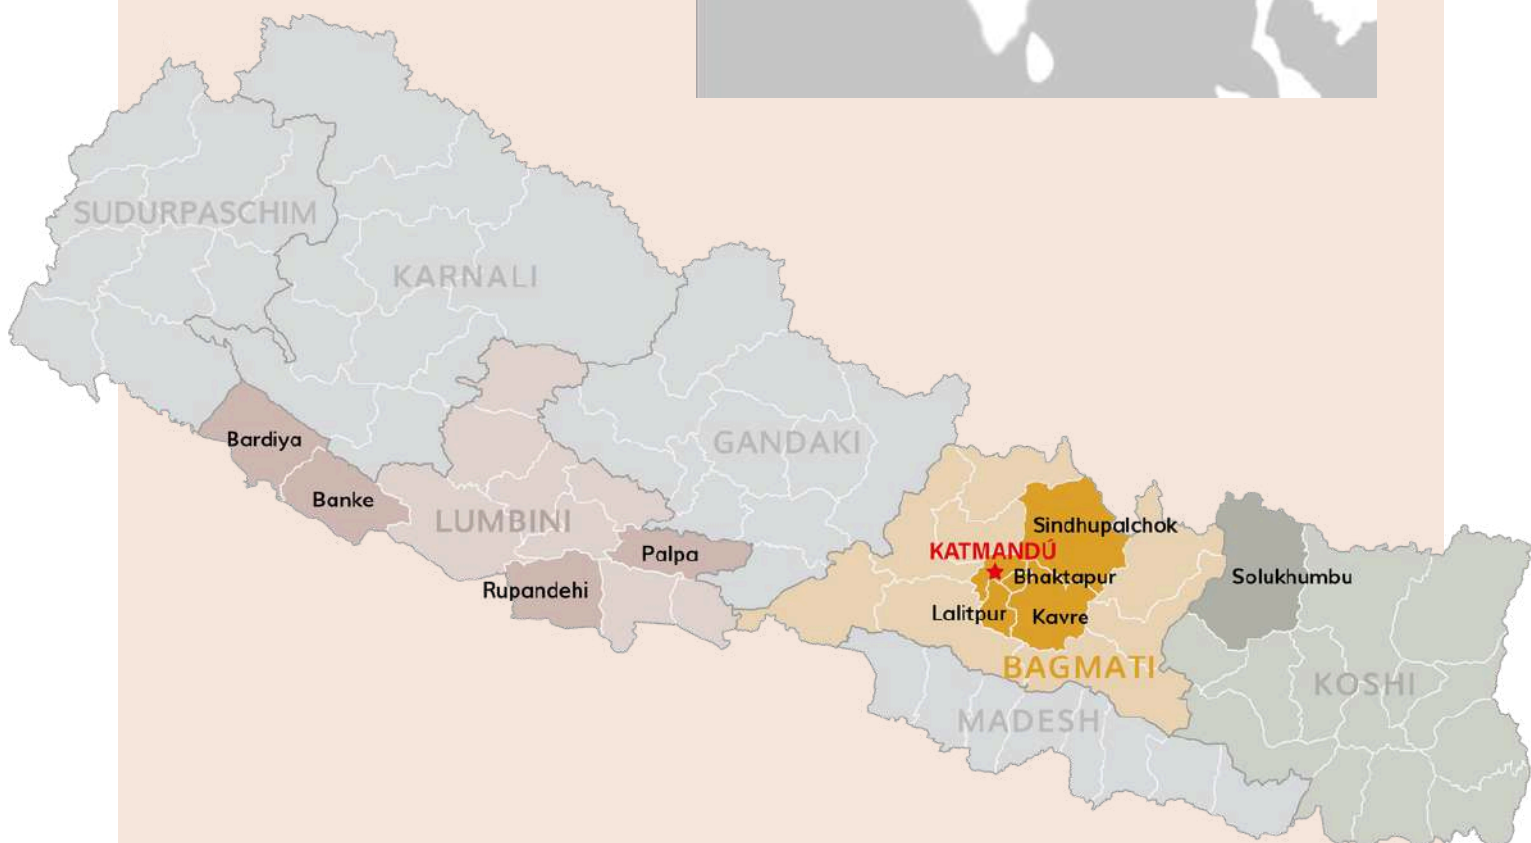 SUDURPASCHIM
KARNALI
GANDAKI
Bardiya
Banke
LUMBINI
Palpa
Rupandehi
Sindhupalchok
KATMANDÚ
Bhaktapur
Solukhumbu
Lalitpur
Kavre
BAGMATI
KOSHI
MADESH